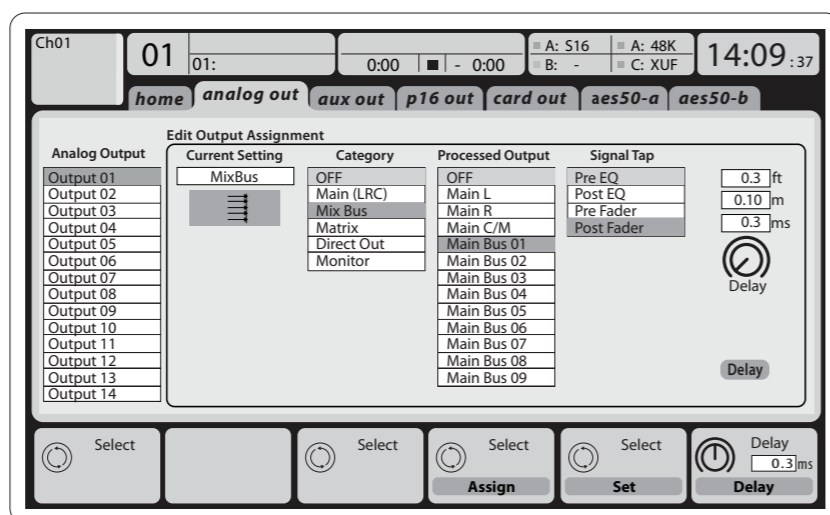 Ch01
01
01:
0:00
- 0:00
A: S16
A: 48K
B: -
C: XUF
14:09 :37
home
analog out
aux out
p16 out
card out
aes50-a
aes50-b
Edit Output Assignment
Analog Output
Output 01
Output 02
Output 03
Output 04
Output 05
Output 06
Output 07
Output 08
Output 09
Output 10
Output 11
Output 12
Output 13
Output 14
Current Setting
MixBus
Category
OFF
Main (LRC)
Mix Bus
Matrix
Direct Out
Monitor
Processed Output
OFF
Main L
Main R
Main C/M
Main Bus 01
Main Bus 02
Main Bus 03
Main Bus 04
Main Bus 05
Main Bus 06
Main Bus 07
Main Bus 08
Main Bus 09
Signal Tap
Pre EQ
Post EQ
Pre Fader
Post Fader
0.3 ft
0.10 m
0.3 ms
Delay
Delay
Select
Select
Select
Assign
Select
Set
Delay
0.3 ms
Delay